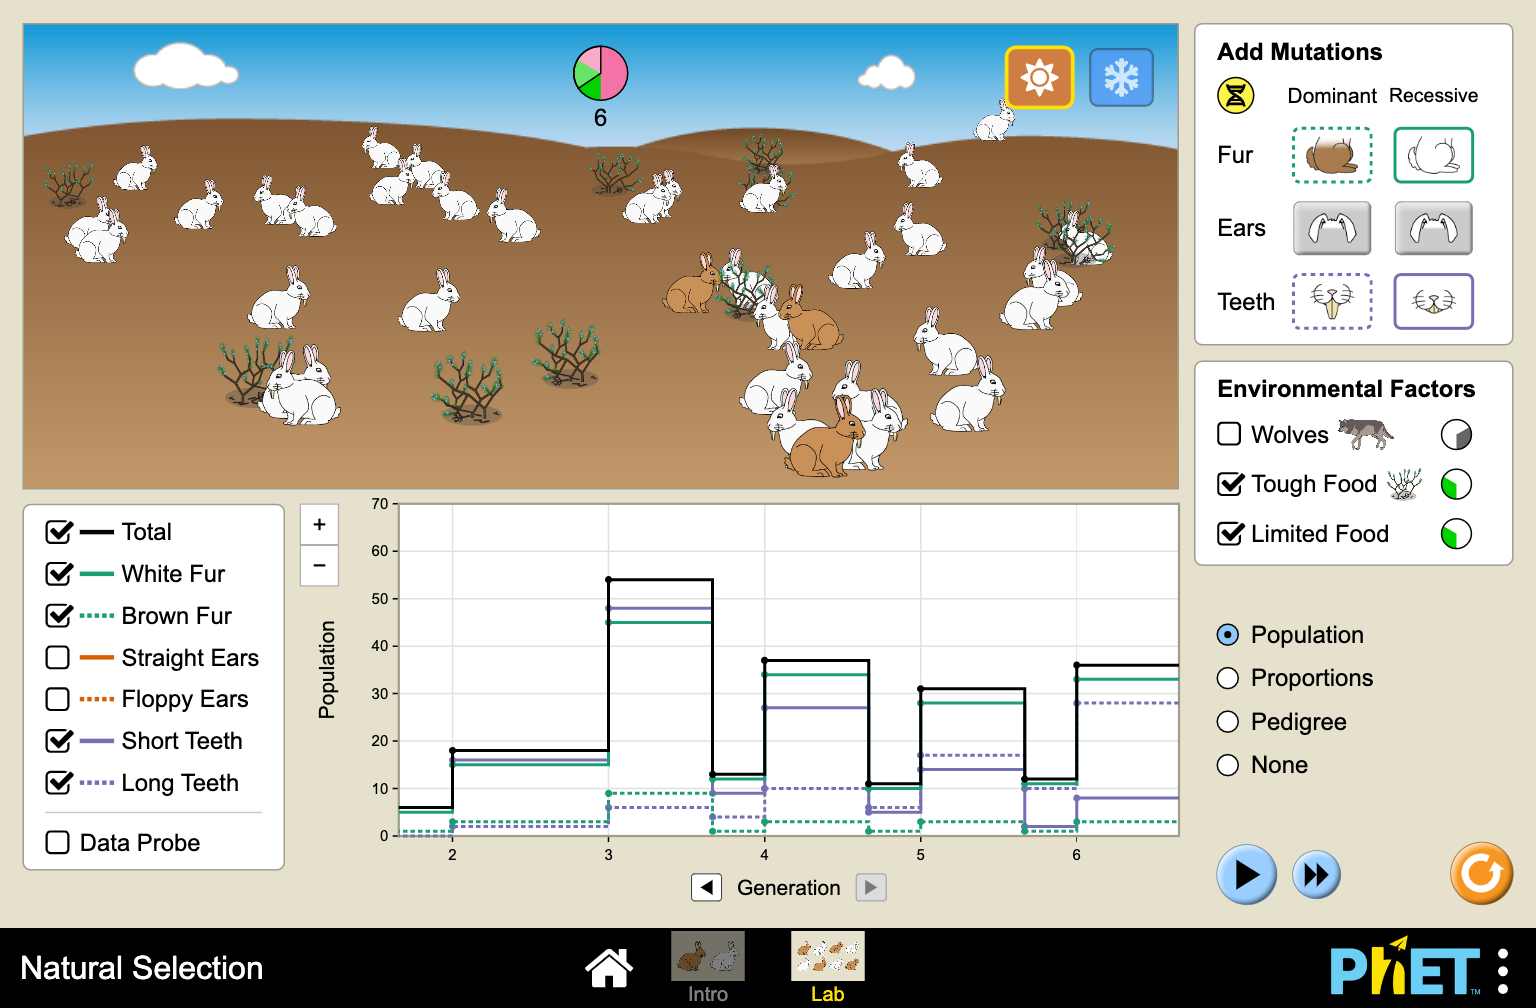 6
Add Mutations
Dominant Recessive
Fur
Ears
Teeth
Environmental Factors
Wolves
Tough Food
Limited Food
Total
White Fur
Brown Fur
Straight Ears
Floppy Ears
Short Teeth
Long Teeth
Data Probe
+
−
Population
70
60
50
40
30
20
10
0
2 3 4 5 6
Generation
Population
Proportions
Pedigree
None
Natural Selection
Intro
Lab
PhET™